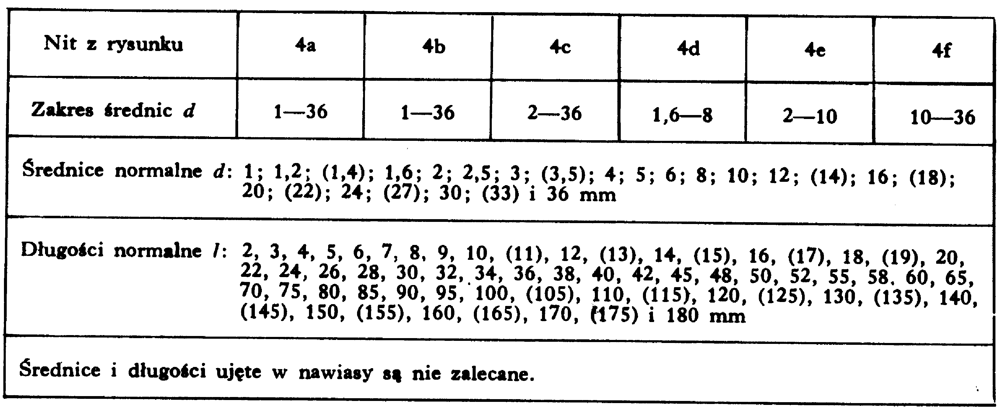 Nit z rysunku 4a 4b 4c 4d 4e 4f
Zakres średnic d 1—36 1—36 2—36 1,6—8 2—10 10—36
Średnice normalne d: 1; 1,2; (1,4); 1,6; 2; 2,5; 3; (3,5); 4; 5; 6; 8; 10; 12; (14); 16; (18);
20; (22); 24; (27); 30; (33) i 36 mm
Długości normalne l: 2, 3, 4, 5, 6, 7, 8, 9, 10, (11), 12, (13), 14, (15), 16, (17), 18, (19), 20,
22, 24, 26, 28, 30, 32, 34, 36, 38, 40, 42, 45, 48, 50, 52, 55, 58. 60, 65,
70, 75, 80, 85, 90, 95, 100, (105), 110, (115), 120, (125), 130, (135), 140,
(145), 150, (155), 160, (165), 170, (175) i 180 mm
Średnice i długości ujęte w nawiasy są nie zalecane.